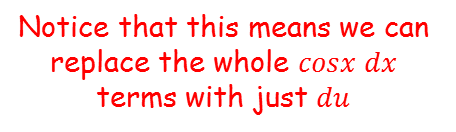 Notice that this means we can
replace the whole cosx dx
terms with just du